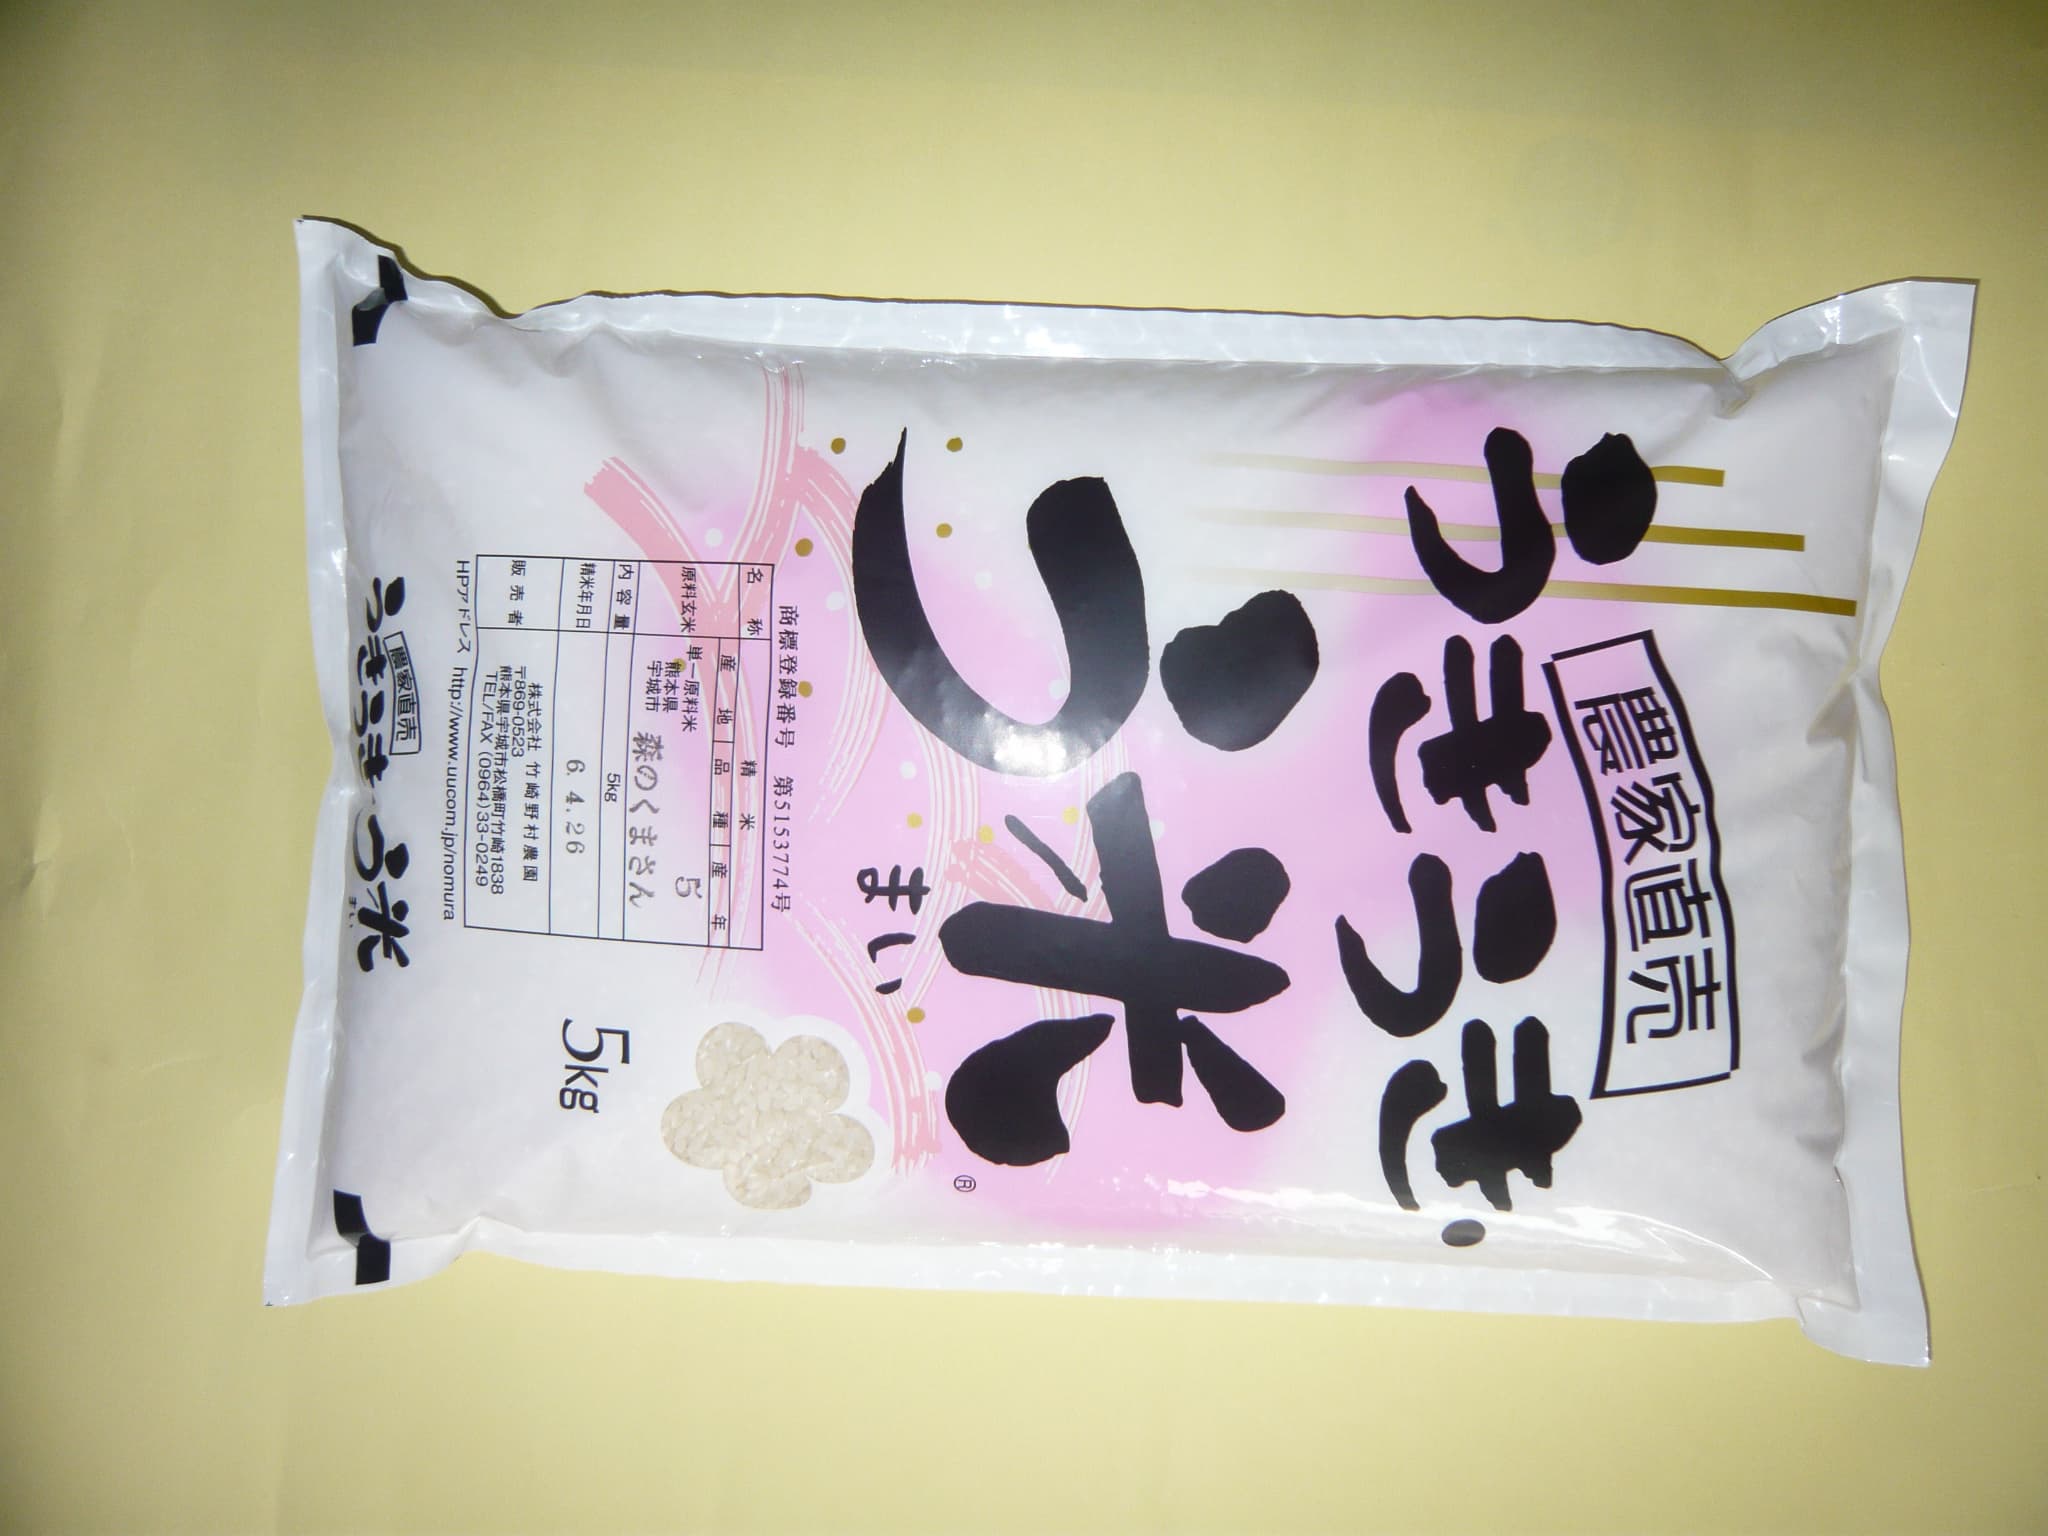 農家直売
うきうき・
う米
まい
®
商標登録番号 第5153774号
名称 精米
原料玄米 産地 品種 産年
単一原料米
熊本県
宇城市 森のくまさん 5
内容量 5kg
精米年月日 6. 4.26
販売者 株式会社 竹崎野村農園
〒869-0523
熊本県宇城市松橋町竹崎1838
TEL/FAX (0964)33-0249
HPアドレス http://www.uucom.jp/nomura
5kg
農家直売
うきうき・う米
まい